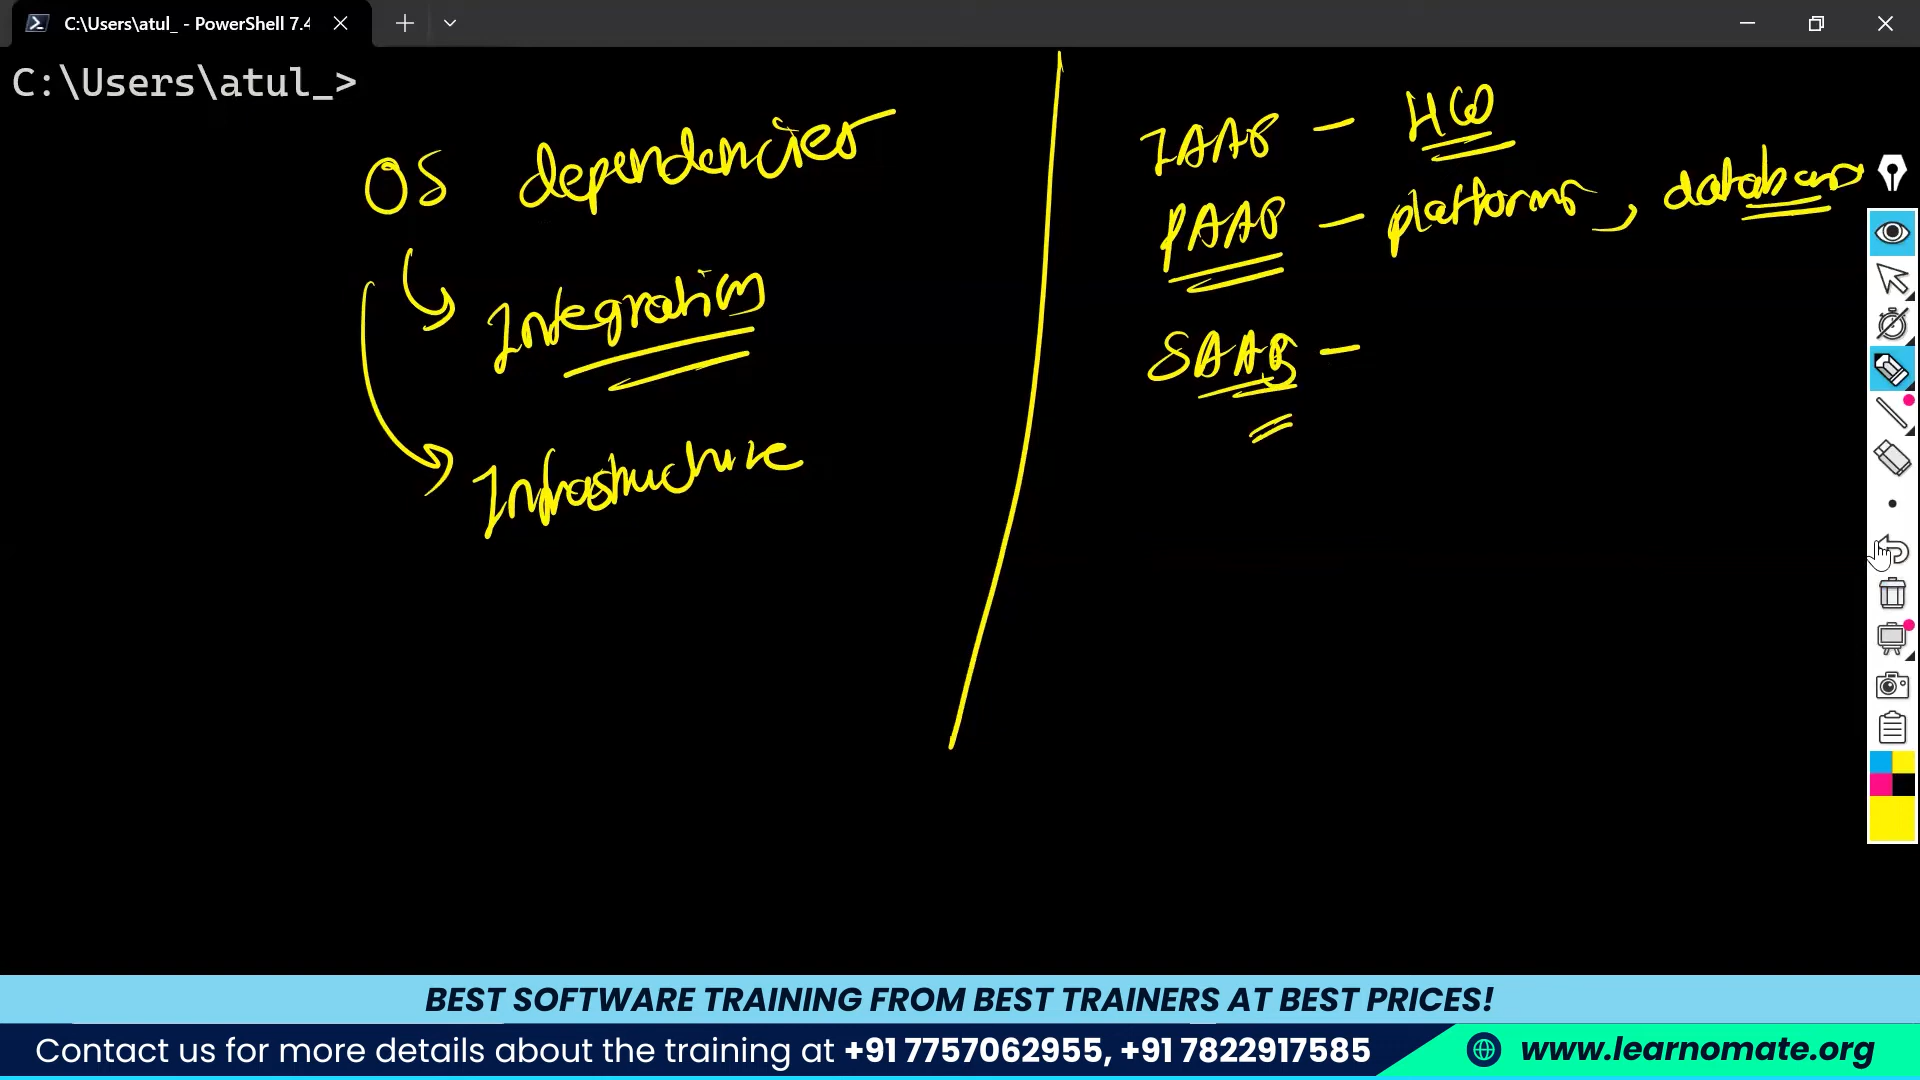 C:\Users\atul_ - PowerShell 7.4
C:\Users\atul_>
OS dependencies
Integration
Infrastructure
IAAS - HW
PAAS - platforms, databases
SAAS -
BEST SOFTWARE TRAINING FROM BEST TRAINERS AT BEST PRICES!
Contact us for more details about the training at +91 7757062955, +91 7822917585
www.learnomate.org